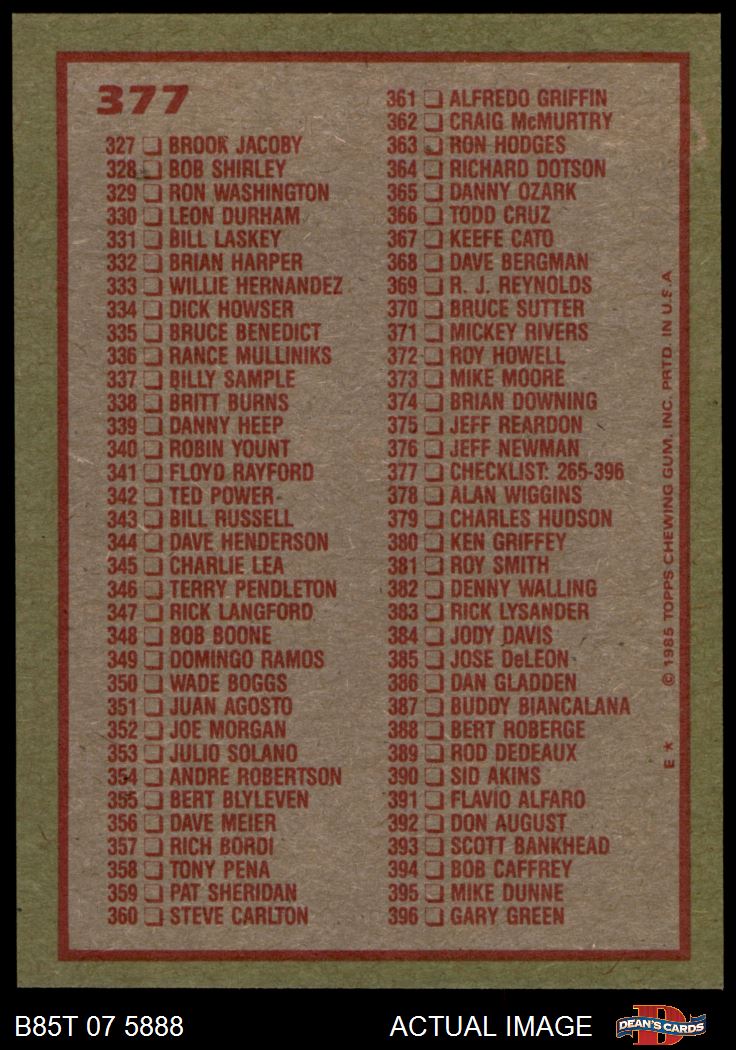 377
327 BROOK JACOBY
328 BOB SHIRLEY
329 RON WASHINGTON
330 LEON DURHAM
331 BILL LASKEY
332 BRIAN HARPER
333 WILLIE HERNANDEZ
334 DICK HOWSER
335 BRUCE BENEDICT
336 RANCE MULLINIKS
337 BILLY SAMPLE
338 BRITT BURNS
339 DANNY HEEP
340 ROBIN YOUNT
341 FLOYD RAYFORD
342 TED POWER
343 BILL RUSSELL
344 DAVE HENDERSON
345 CHARLIE LEA
346 TERRY PENDLETON
347 RICK LANGFORD
348 BOB BOONE
349 DOMINGO RAMOS
350 WADE BOGGS
351 JUAN AGOSTO
352 JOE MORGAN
353 JULIO SOLANO
354 ANDRE ROBERTSON
355 BERT BLYLEVEN
356 DAVE MEIER
357 RICH BORDI
358 TONY PENA
359 PAT SHERIDAN
360 STEVE CARLTON
361 ALFREDO GRIFFIN
362 CRAIG McMURTRY
363 RON HODGES
364 RICHARD DOTSON
365 DANNY OZARK
366 TODD CRUZ
367 KEEFE CATO
368 DAVE BERGMAN
369 R. J. REYNOLDS
370 BRUCE SUTTER
371 MICKEY RIVERS
372 ROY HOWELL
373 MIKE MOORE
374 BRIAN DOWNING
375 JEFF REARDON
376 JEFF NEWMAN
377 CHECKLIST: 265-396
378 ALAN WIGGINS
379 CHARLES HUDSON
380 KEN GRIFFEY
381 ROY SMITH
382 DENNY WALLING
383 RICK LYSANDER
384 JODY DAVIS
385 JOSE DeLEON
386 DAN GLADDEN
387 BUDDY BIANCALANA
388 BERT ROBERGE
389 ROD DEDEAUX
390 SID AKINS
391 FLAVIO ALFARO
392 DON AUGUST
393 SCOTT BANKHEAD
394 BOB CAFFREY
395 MIKE DUNNE
396 GARY GREEN
E * © 1985 TOPPS CHEWING GUM, INC. PRTD. IN U.S.A.
B85T 07 5888
ACTUAL IMAGE
D
DEAN'S CARDS